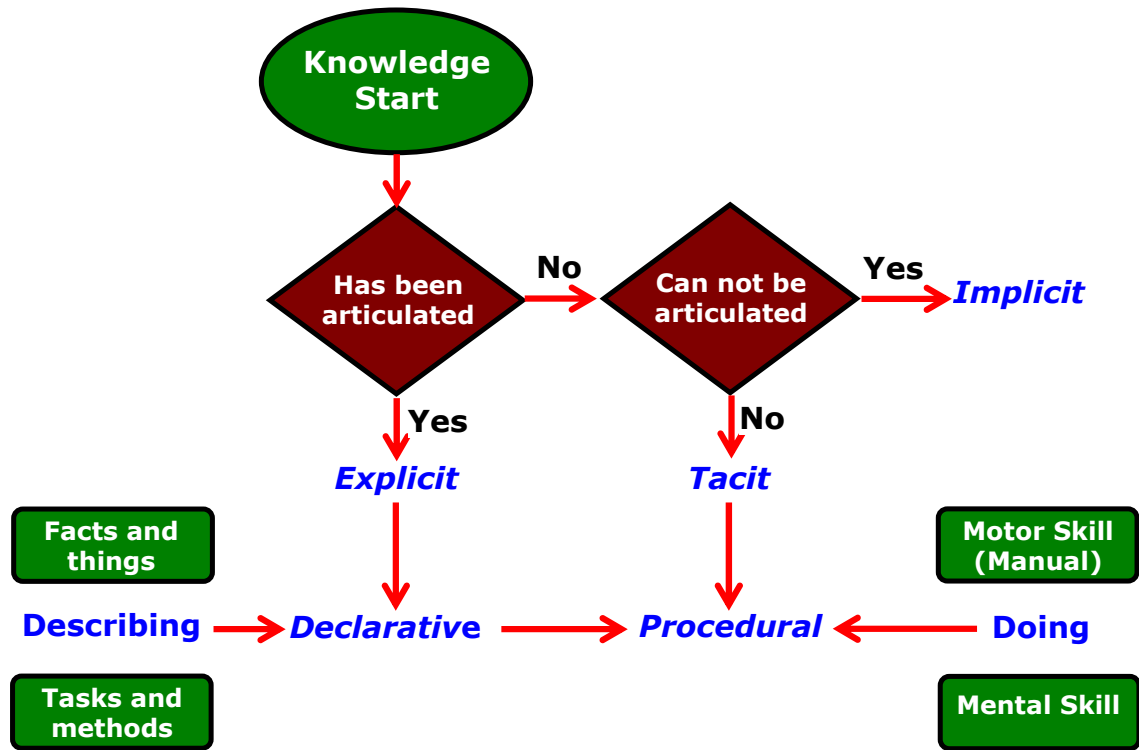 Knowledge
Start
Has been
articulated
No
Can not be
articulated
Yes
Implicit
Yes
No
Explicit
Tacit
Facts and
things
Motor Skill
(Manual)
Describing
Declarative
Procedural
Doing
Tasks and
methods
Mental Skill